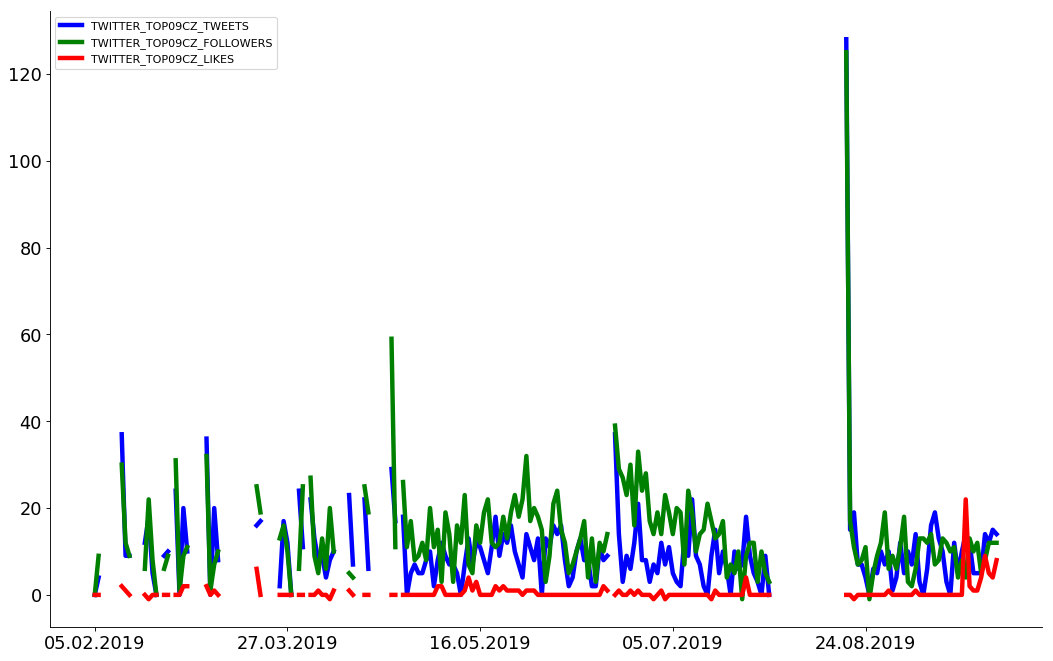 TWITTER_TOP09CZ_TWEETS
TWITTER_TOP09CZ_FOLLOWERS
TWITTER_TOP09CZ_LIKES
120
100
80
60
40
20
0
05.02.2019 27.03.2019 16.05.2019 05.07.2019 24.08.2019